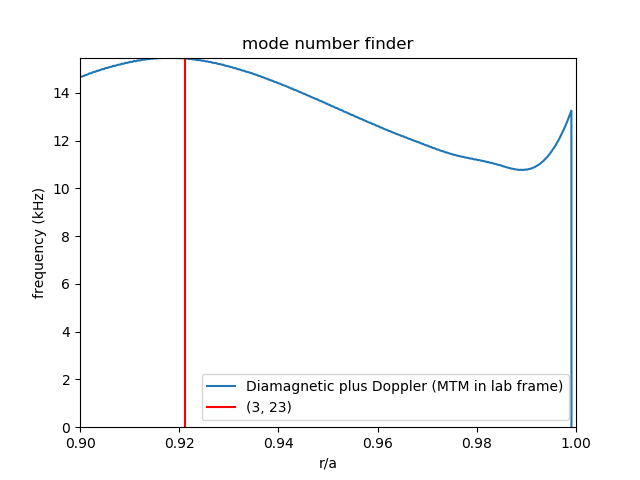 mode number finder
frequency (kHz)
14
12
10
8
6
4
2
0
Diamagnetic plus Doppler (MTM in lab frame)
(3, 23)
0.90 0.92 0.94 0.96 0.98 1.00
r/a